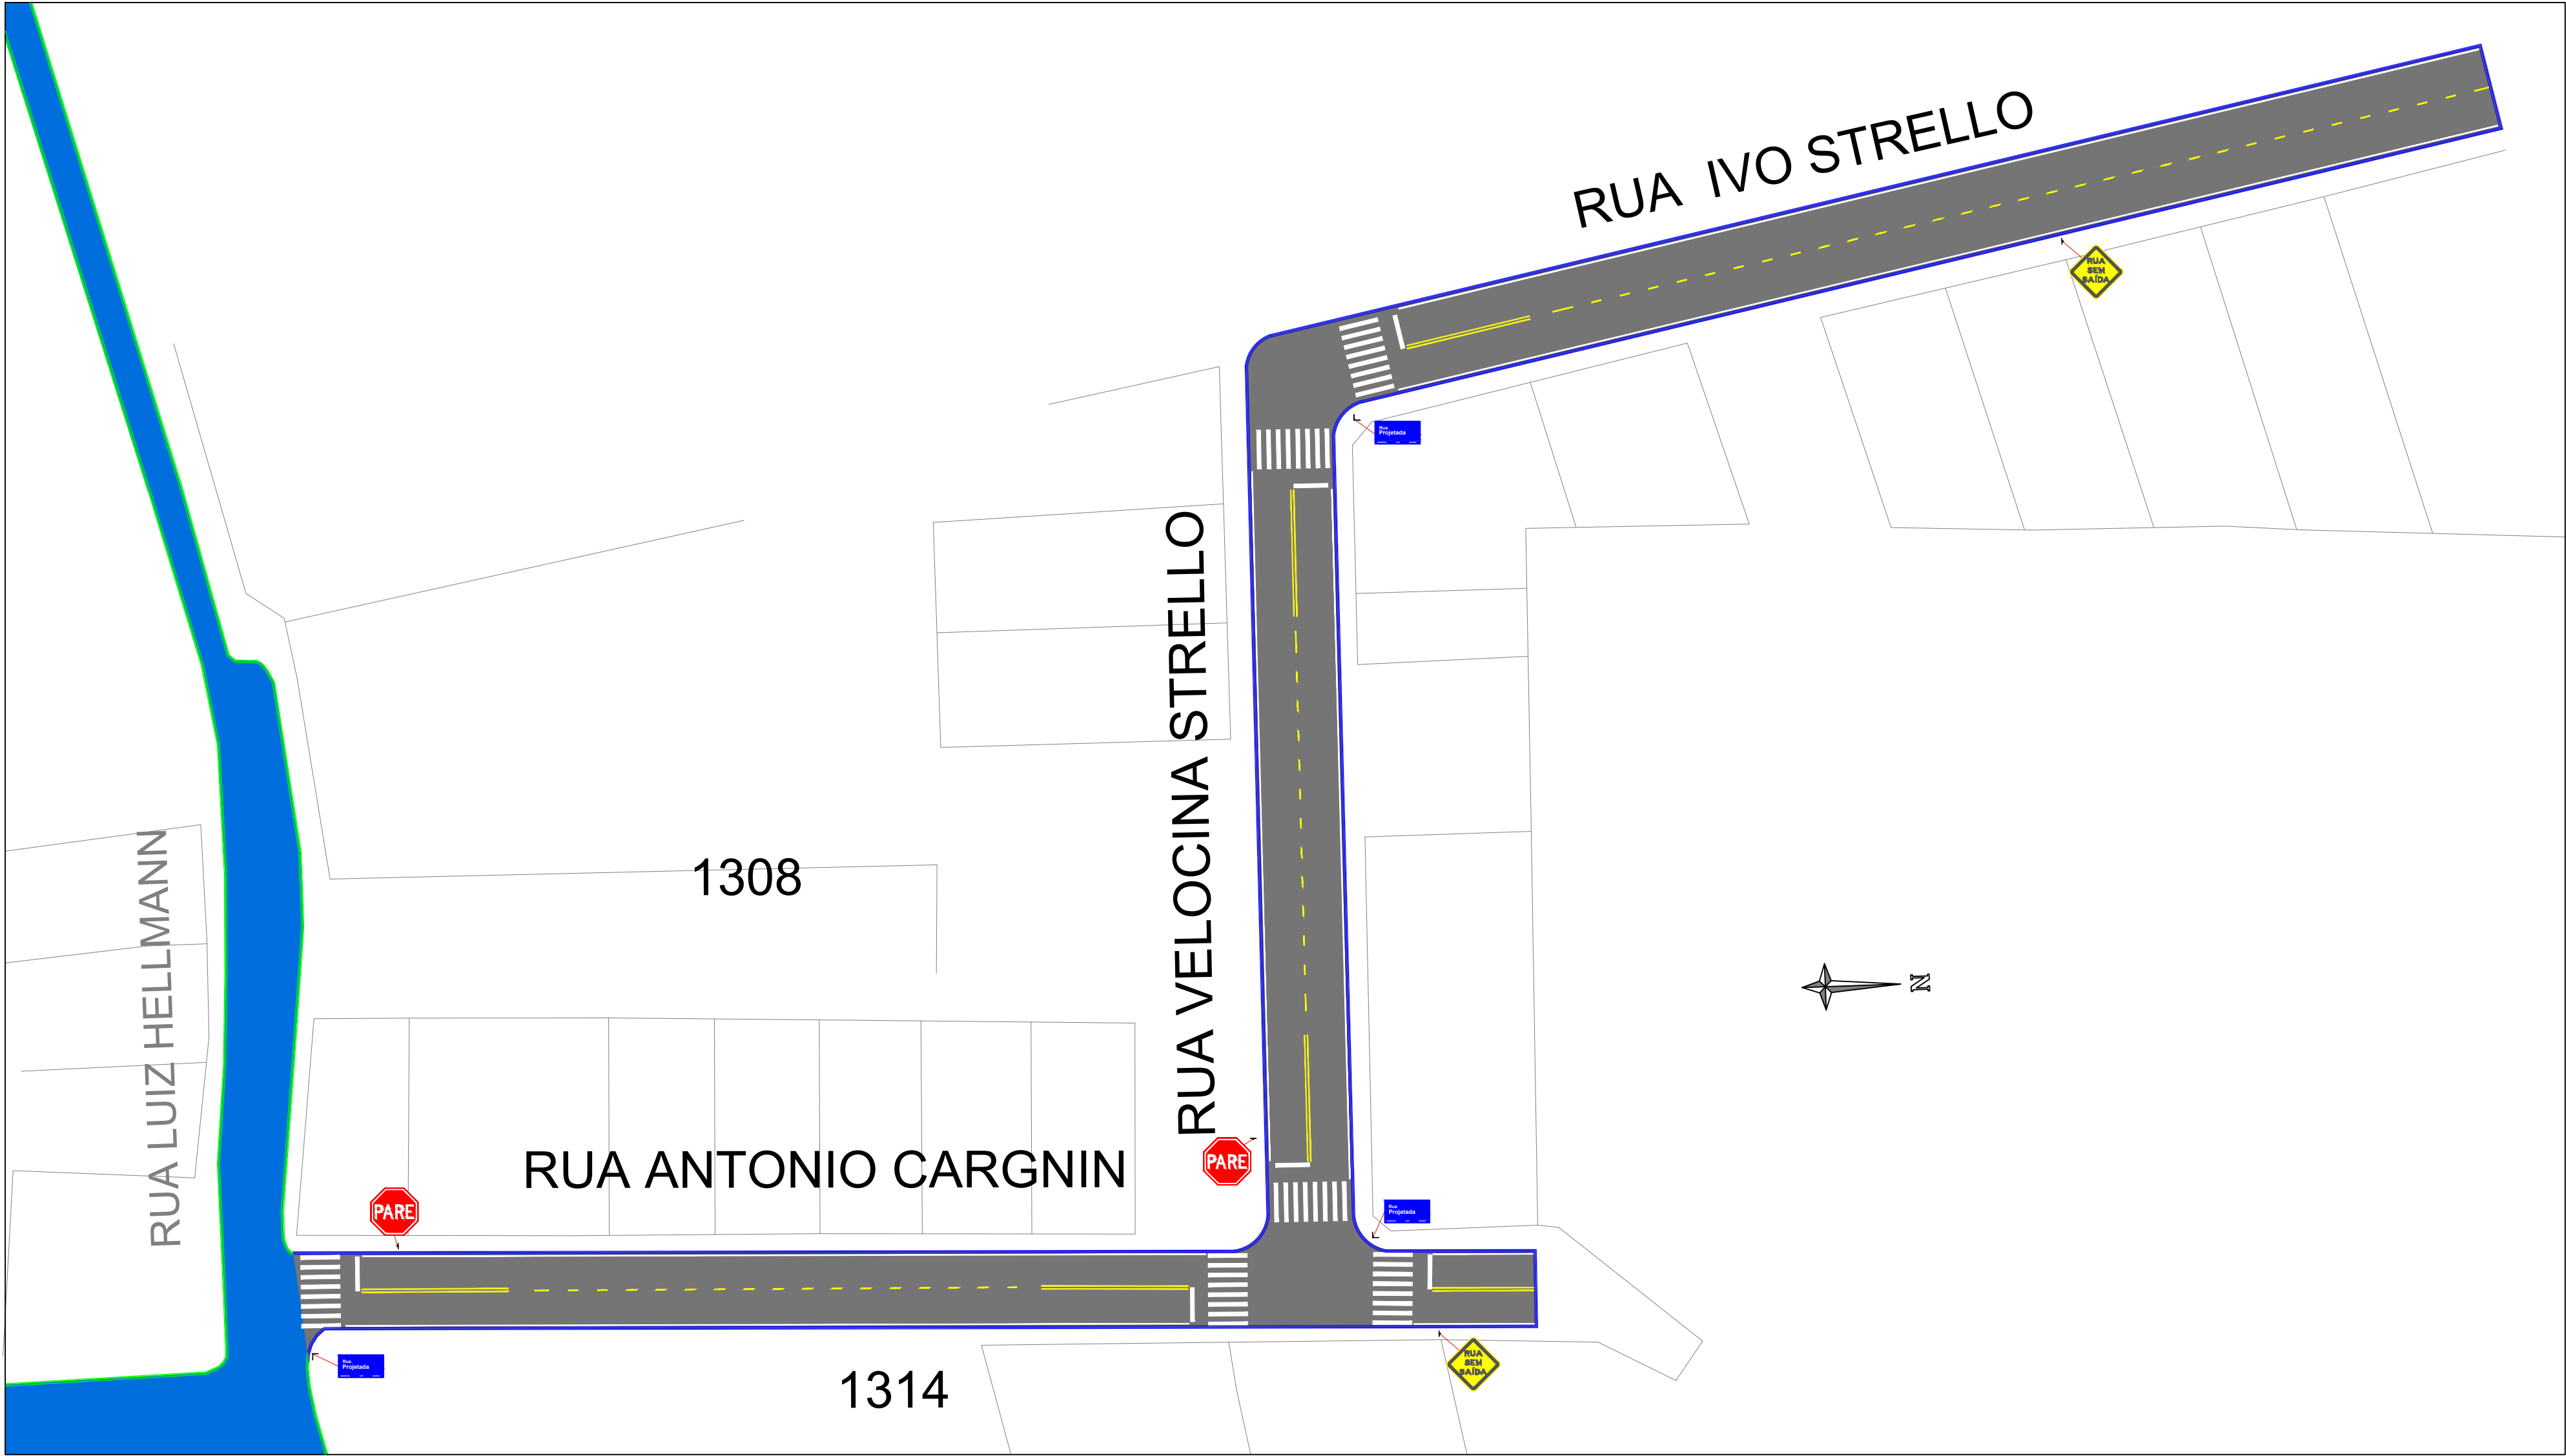 RUA  IVO STRELLO
RUA
SEM
SAÍDA
Rua
Projetada
RUA VELOCINA STRELLO
1308
RUA LUIZ HELLMANN
N
RUA ANTONIO CARGNIN
PARE
PARE
Rua
Projetada
Rua
Projetada
1314
RUA
SEM
SAÍDA